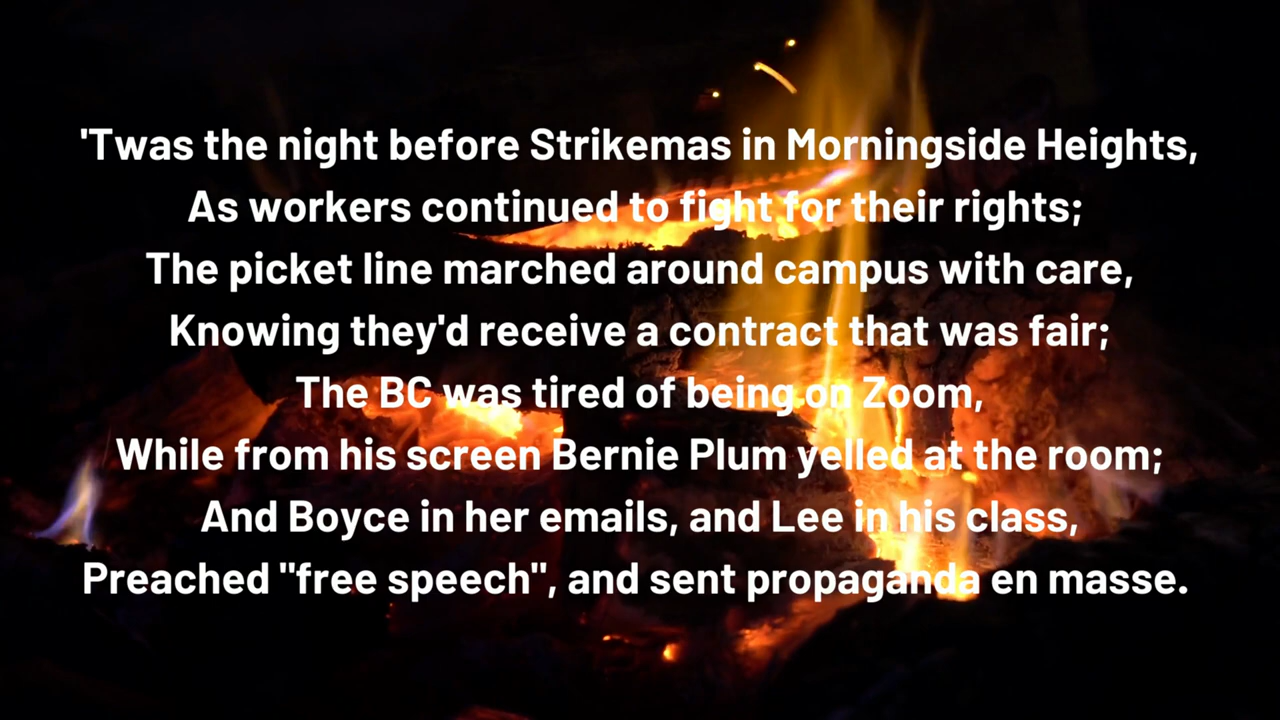 'Twas the night before Strikemas in Morningside Heights,
As workers continued to fight for their rights;
The picket line marched around campus with care,
Knowing they'd receive a contract that was fair;
The BC was tired of being on Zoom,
While from his screen Bernie Plum yelled at the room;
And Boyce in her emails, and Lee in his class,
Preached "free speech", and sent propaganda en masse.